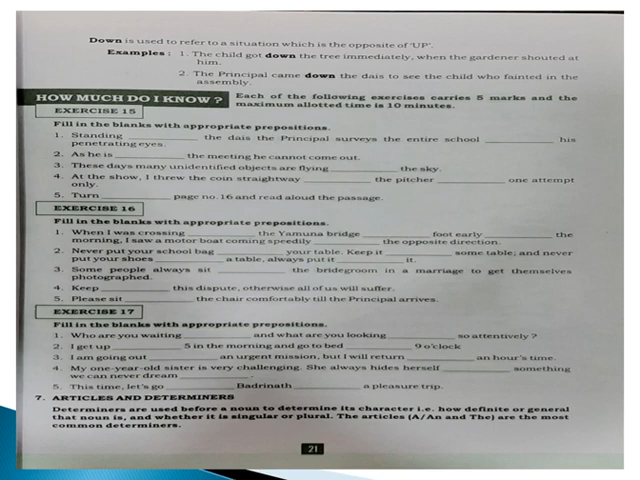 Down is used to refer to a situation which is the opposite of 'UP'.
Examples : 1. The child got down the tree immediately, when the gardener shouted at
him.
2. The Principal came down the dais to see the child who fainted in the
assembly.
HOW MUCH DO I KNOW ? Each of the following exercises carries 5 marks and the
maximum allotted time is 10 minutes.
EXERCISE 15
Fill in the blanks with appropriate prepositions.
1. Standing __________ the dais the Principal surveys the entire school __________ his
penetrating eyes.
2. As he is __________ the meeting he cannot come out.
3. These days many unidentified objects are flying __________ the sky.
4. At the show, I threw the coin straightway __________ the pitcher __________ one attempt
only.
5. Turn __________ page no. 16 and read aloud the passage.
EXERCISE 16
Fill in the blanks with appropriate prepositions.
1. When I was crossing __________ the Yamuna bridge __________ foot early __________ the
morning, I saw a motor boat coming speedily __________ the opposite direction.
2. Never put your school bag __________ your table. Keep it __________ some table; and never
put your shoes __________ a table, always put it __________ it.
3. Some people always sit __________ the bridegroom in a marriage to get themselves
photographed.
4. Keep __________ this dispute, otherwise all of us will suffer.
5. Please sit __________ the chair comfortably till the Principal arrives.
EXERCISE 17
Fill in the blanks with appropriate prepositions.
1. Who are you waiting __________ and what are you looking __________ so attentively ?
2. I get up __________ 5 in the morning and go to bed __________ 9 o'clock
3. I am going out __________ an urgent mission, but I will return __________ an hour's time.
4. My one-year-old sister is very challenging. She always hides herself __________ something
we can never dream __________
5. This time, let's go __________ Badrinath __________ a pleasure trip.
7. ARTICLES AND DETERMINERS
Determiners are used before a noun to determine its character i.e. how definite or general
that noun is, and whether it is singular or plural. The articles (A/An and The) are the most
common determiners.
21